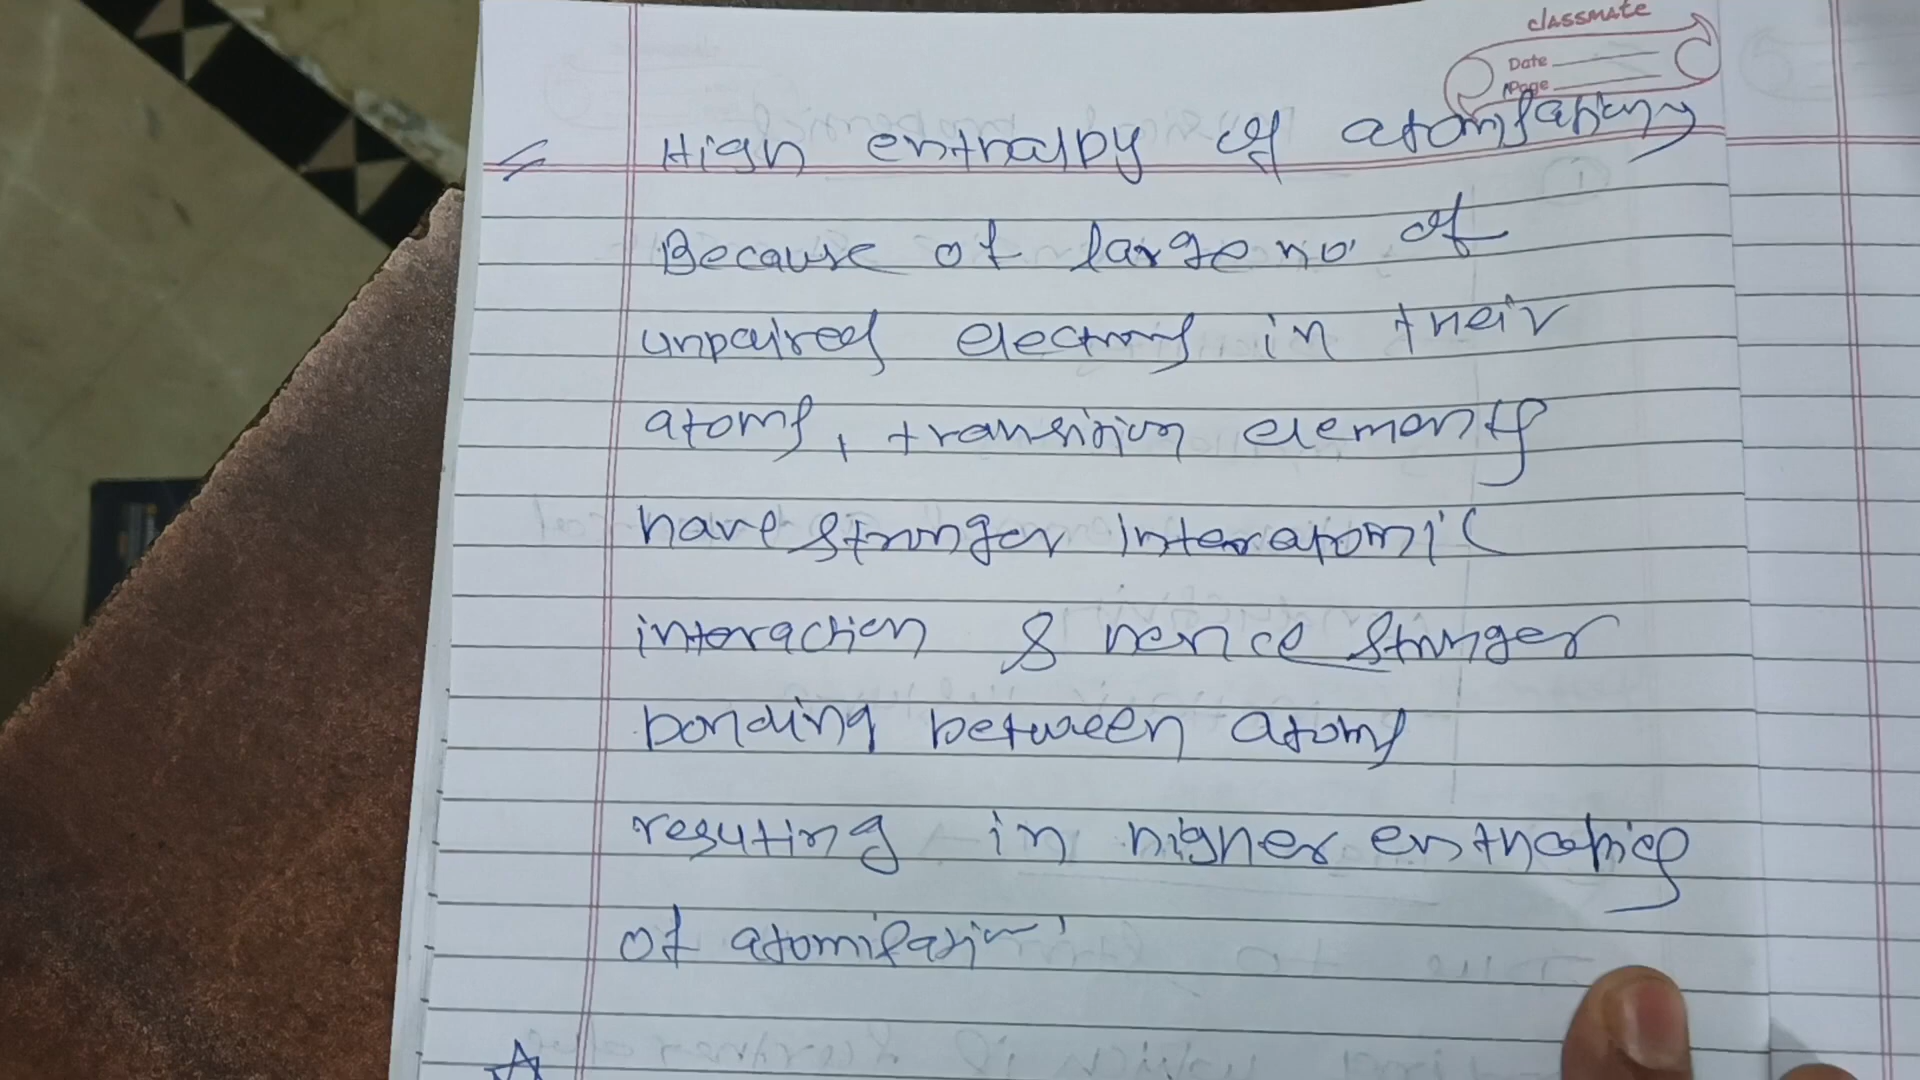 classmate
Date
Page
High enthalpy of atomisation
Because of large no. of
unpaired electrons in their
atoms, transition elements
have stronger interatomic
interaction & hence stronger
bonding between atoms
resulting in higher enthalpies
of atomisation.